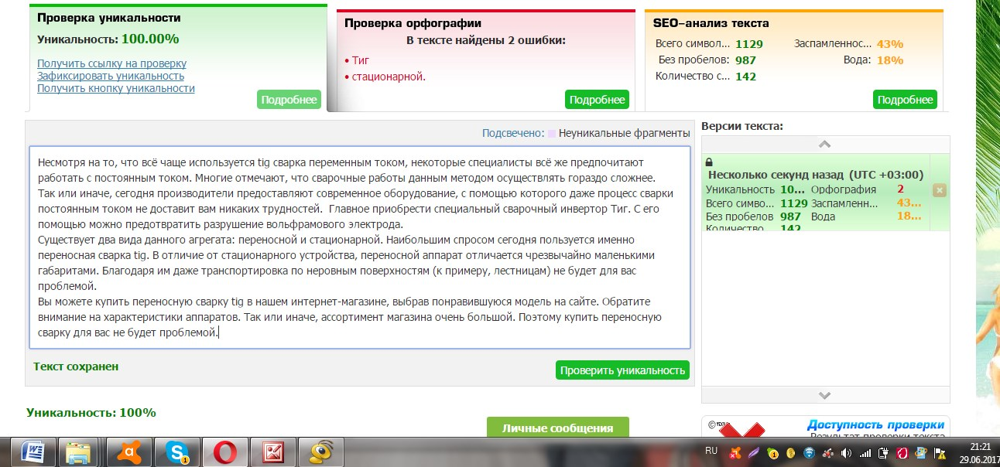 Проверка уникальности
Уникальность: 100.00%
Получить ссылку на проверку
Зафиксировать уникальность
Получить кнопку уникальности
Подробнее
Проверка орфографии
В тексте найдены 2 ошибки:
• Тиг
• стационарной.
Подробнее
SEO-анализ текста
Всего символ... 1129 Заспамленнос... 43%
Без пробелов: 987 Вода: 18%
Количество с... 142
Подробнее
Подсвечено: Неуникальные фрагменты
Несмотря на то, что всё чаще используется tig сварка переменным током, некоторые специалисты всё же предпочитают
работать с постоянным током. Многие отмечают, что сварочные работы данным методом осуществлять гораздо сложнее.
Так или иначе, сегодня производители предоставляют современное оборудование, с помощью которого даже процесс сварки
постоянным током не доставит вам никаких трудностей. Главное приобрести специальный сварочный инвертор Тиг. С его
помощью можно предотвратить разрушение вольфрамового электрода.
Существует два вида данного агрегата: переносной и стационарной. Наибольшим спросом сегодня пользуется именно
переносная сварка tig. В отличие от стационарного устройства, переносной аппарат отличается чрезвычайно маленькими
габаритами. Благодаря им даже транспортировка по неровным поверхностям (к примеру, лестницам) не будет для вас
проблемой.
Вы можете купить переносную сварку tig в нашем интернет-магазине, выбрав понравившуюся модель на сайте. Обратите
внимание на характеристики аппаратов. Так или иначе, ассортимент магазина очень большой. Поэтому купить переносную
сварку для вас не будет проблемой.
Текст сохранен
Проверить уникальность
Версии текста:
Несколько секунд назад (UTC +03:00)
Уникальность 10... Орфография 2
Всего симво... 1129 Заспамленн... 43...
Без пробелов 987 Вода 18...
Количество 142
Уникальность: 100%
Личные сообщения
Доступность проверки
Результат проверки текста
RU
21:21
29.06.2017